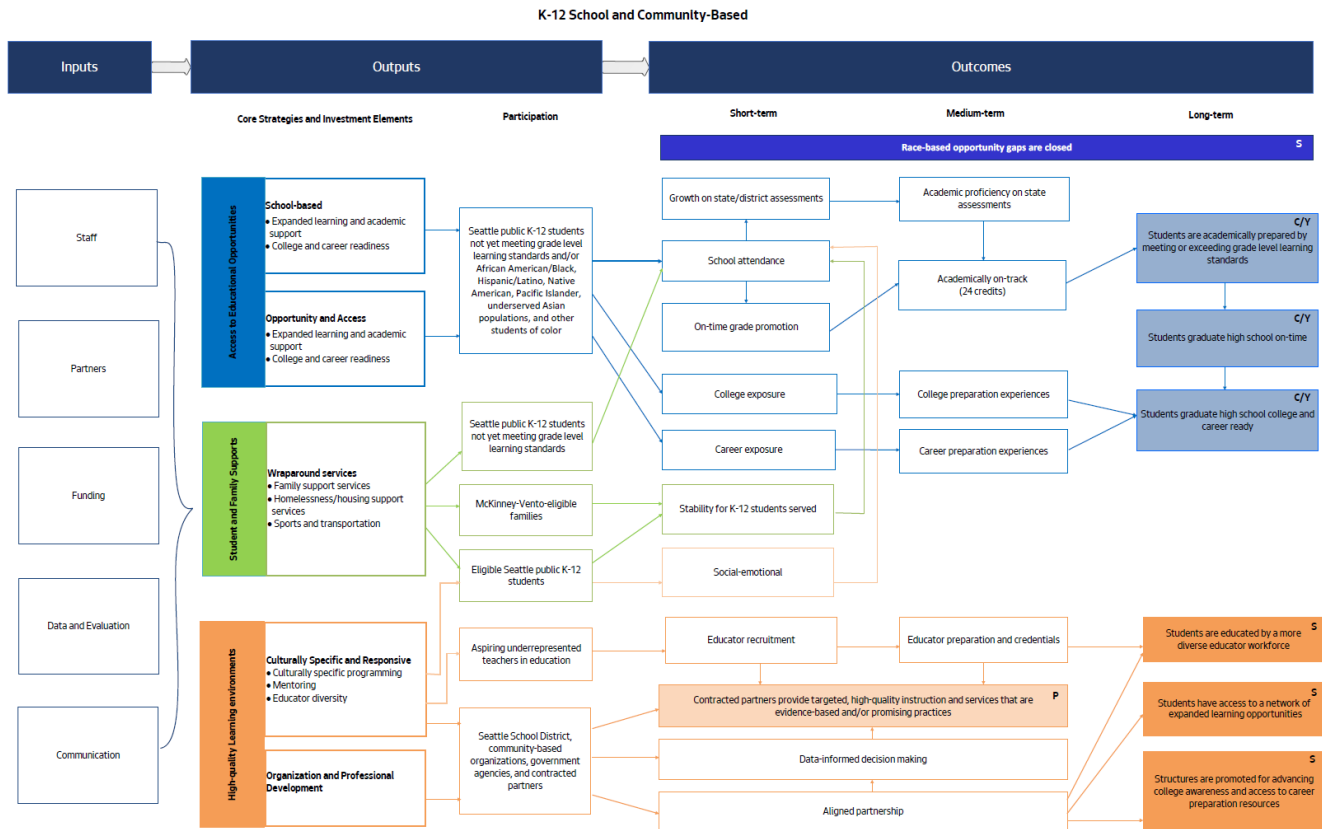 K-12 School and Community-Based
Inputs
Outputs
Outcomes
Core Strategies and Investment Elements
Participation
Short-term
Medium-term
Long-term
Race-based opportunity gaps are closed
S
Staff
Partners
Funding
Data and Evaluation
Communication
Access to Educational Opportunities
School-based
• Expanded learning and academic
support
• College and career readiness
Opportunity and Access
• Expanded learning and academic
support
• College and career readiness
Student and Family Supports
Wraparound services
• Family support services
• Homelessness/housing support
services
• Sports and transportation
High-quality Learning environments
Culturally Specific and Responsive
• Culturally specific programming
• Mentoring
• Educator diversity
Organization and Professional
Development
Seattle public K-12 students
not yet meeting grade level
learning standards and/or
African American/Black,
Hispanic/Latino, Native
American, Pacific Islander,
underserved Asian
populations, and other
students of color
Seattle public K-12 students
not yet meeting grade level
learning standards
McKinney-Vento-eligible
families
Eligible Seattle public K-12
students
Aspiring underrepresented
teachers in education
Seattle School District,
community-based
organizations, government
agencies, and contracted
partners
Growth on state/district assessments
School attendance
On-time grade promotion
College exposure
Career exposure
Stability for K-12 students served
Social-emotional
Educator recruitment
Contracted partners provide targeted, high-quality instruction and services that are
evidence-based and/or promising practices
P
Data-informed decision making
Aligned partnership
Academic proficiency on state
assessments
Academically on-track
(24 credits)
College preparation experiences
Career preparation experiences
Educator preparation and credentials
C/Y
Students are academically prepared by
meeting or exceeding grade level learning
standards
C/Y
Students graduate high school on-time
C/Y
Students graduate high school college and
career ready
S
Students are educated by a more
diverse educator workforce
S
Students have access to a network of
expanded learning opportunities
S
Structures are promoted for advancing
college awareness and access to career
preparation resources